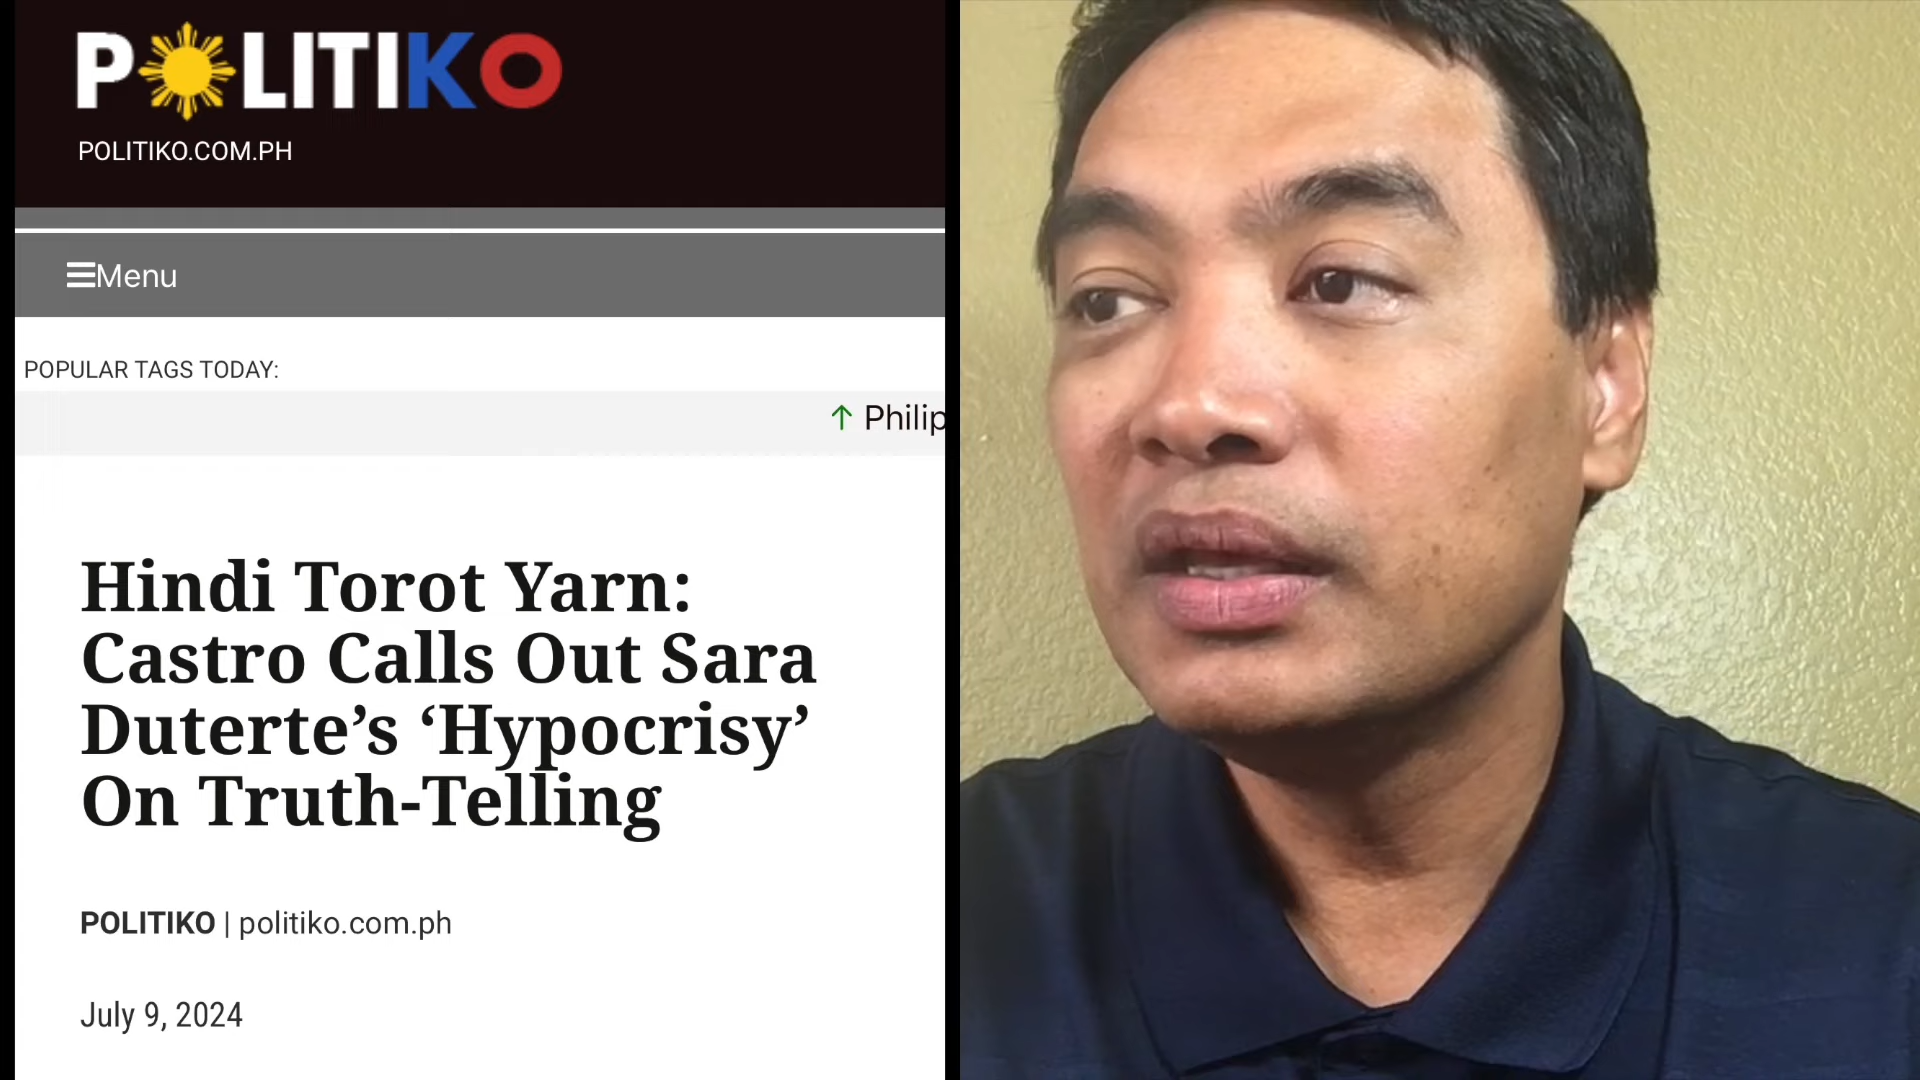 POLITIKO
POLITIKO.COM.PH
Menu
POPULAR TAGS TODAY:
↑ Philip
Hindi Torot Yarn:
Castro Calls Out Sara
Duterte’s ‘Hypocrisy’
On Truth-Telling
POLITIKO | politiko.com.ph
July 9, 2024